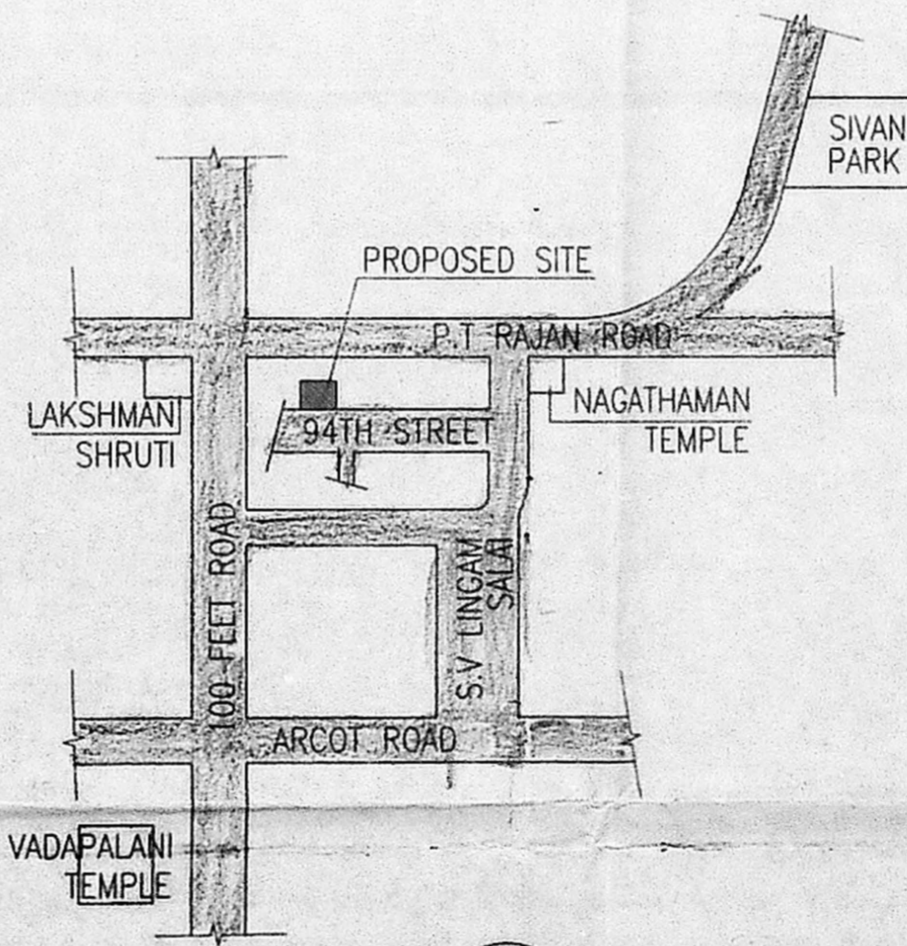 SIVAN
PARK
PROPOSED SITE
P.T RAJAN ROAD
LAKSHMAN
SHRUTI
94TH STREET
NAGATHAMAN
TEMPLE
100 FEET ROAD
S.V LINGAM
SALAI
ARCOT ROAD
VADAPALANI
TEMPLE